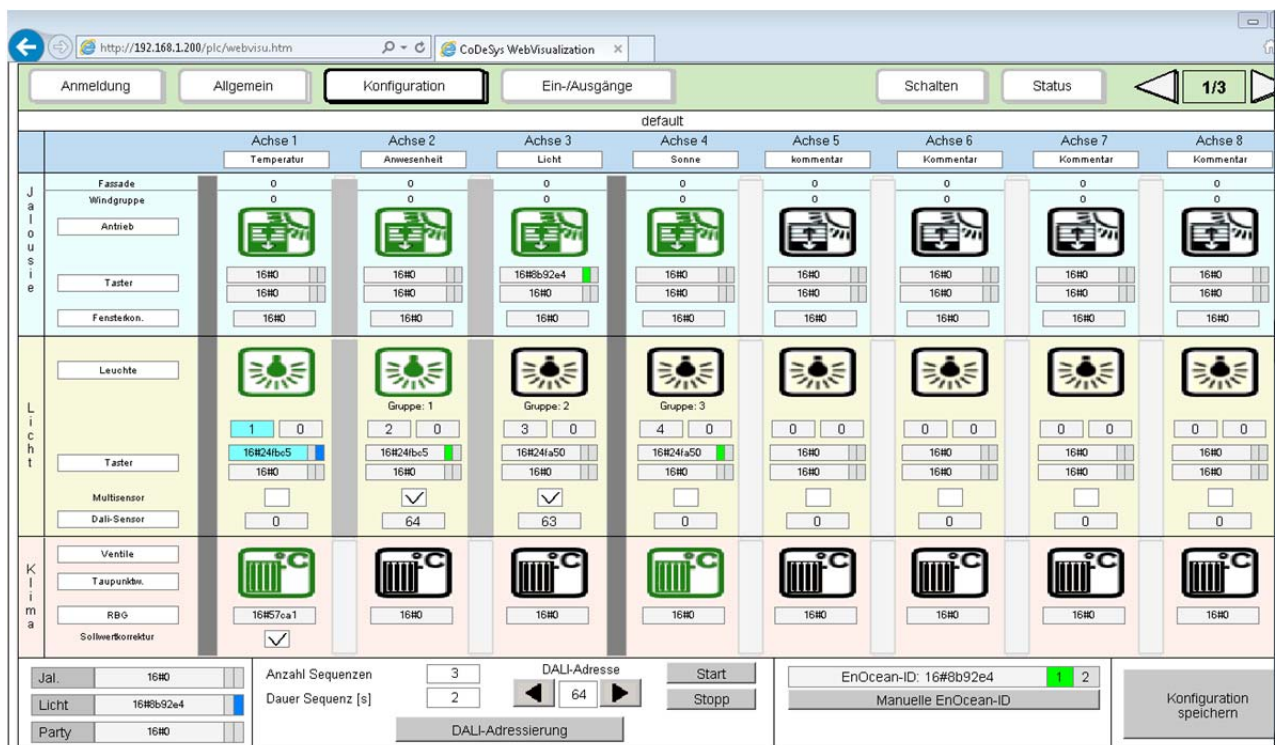 http://192.168.1.200/plc/webvisu.htm CoDeSys WebVisualization
Anmeldung Allgemein Konfiguration Ein-/Ausgänge Schalten Status 1/3
default
Achse 1 Achse 2 Achse 3 Achse 4 Achse 5 Achse 6 Achse 7 Achse 8
Temperatur Anwesenheit Licht Sonne kommentar Kommentar Kommentar Kommentar
Jalousie
Fassade 0 0 0 0 0 0 0 0
Windgruppe 0 0 0 0 0 0 0 0
Antrieb
16#0 16#0 16#8b92e4 16#0 16#0 16#0 16#0 16#0
Taster
16#0 16#0 16#0 16#0 16#0 16#0 16#0 16#0
Fensterkon. 16#0 16#0 16#0 16#0 16#0 16#0 16#0 16#0
Licht
Leuchte
Gruppe: 1 Gruppe: 2 Gruppe: 3
1 0 2 0 3 0 4 0 0 0 0 0 0 0 0 0
16#24fbc5 16#24fbc5 16#24fa50 16#24fa50 16#0 16#0 16#0 16#0
Taster
16#0 16#0 16#0 16#0 16#0 16#0 16#0 16#0
Multisensor
Dali-Sensor 0 64 63 0 0 0 0 0
Klima
Ventile
°C °C °C °C °C °C °C °C
Taupunktw.
RBG 16#57ca1 16#0 16#0 16#0 16#0 16#0 16#0 16#0
Sollwertkorrektur
Jal. 16#0
Licht 16#8b92e4
Party 16#0
Anzahl Sequenzen 3
Dauer Sequenz [s] 2
DALI-Adresse
64
Start
Stopp
DALI-Adressierung
EnOcean-ID: 16#8b92e4 1 2
Manuelle EnOcean-ID
Konfiguration
speichern